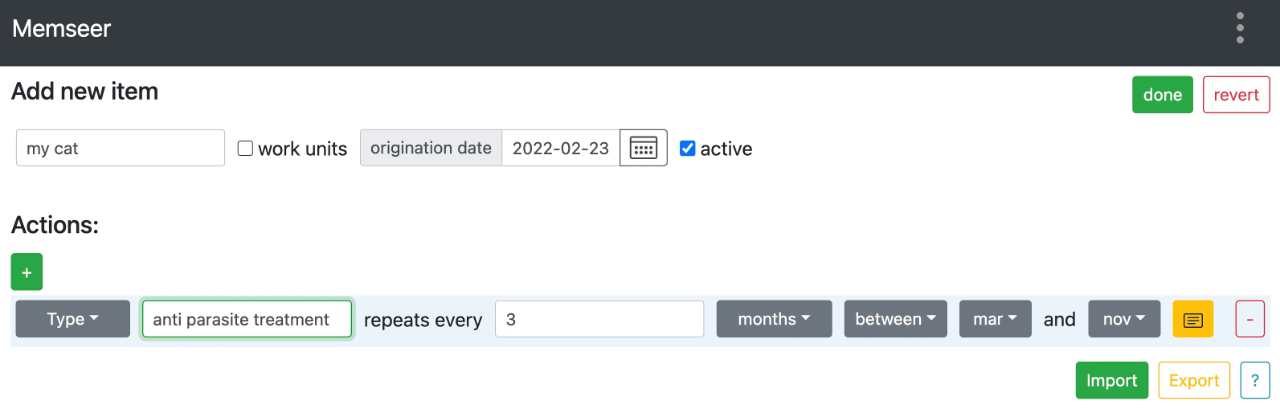 Memseer
Add new item done revert
my cat work units origination date 2022-02-23 active
Actions:
+
Type anti parasite treatment repeats every 3 months between mar and nov -
Import Export ?